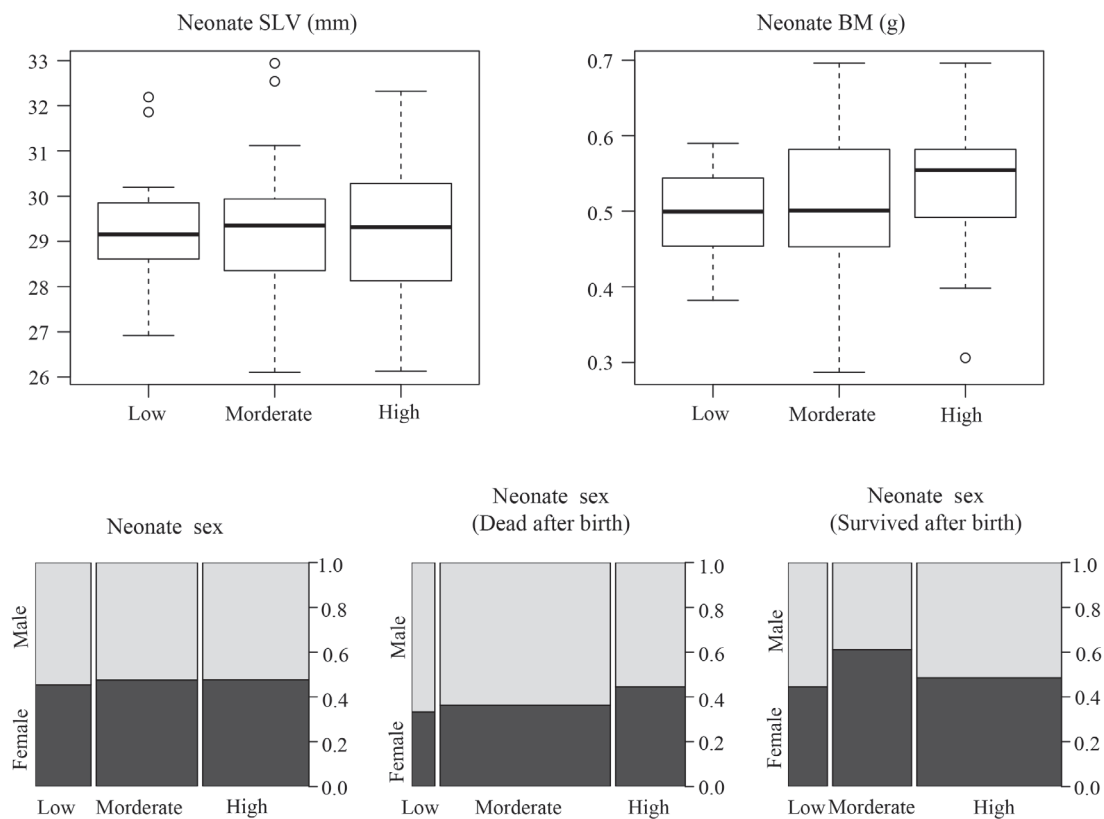 Neonate SLV (mm)
33
32
31
30
29
28
27
26
Low Morderate High
Neonate BM (g)
0.7
0.6
0.5
0.4
0.3
Low Morderate High
Neonate sex
Male
Female
1.0
0.8
0.6
0.4
0.2
0.0
Low Morderate High
Neonate sex
(Dead after birth)
Male
Female
1.0
0.8
0.6
0.4
0.2
0.0
Low Morderate High
Neonate sex
(Survived after birth)
Male
Female
1.0
0.8
0.6
0.4
0.2
0.0
Low Morderate High